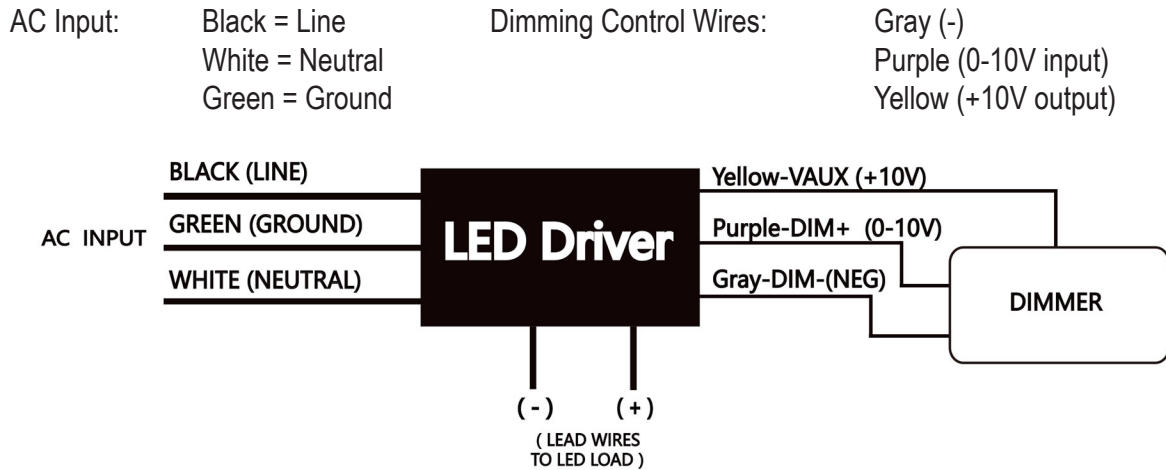 AC Input: Black = Line Dimming Control Wires: Gray (-)
White = Neutral Purple (0-10V input)
Green = Ground Yellow (+10V output)
BLACK (LINE) Yellow-VAUX (+10V)
AC INPUT GREEN (GROUND) LED Driver Purple-DIM+ (0-10V)
WHITE (NEUTRAL) Gray-DIM-(NEG)
DIMMER
(-) (+)
( LEAD WIRES
TO LED LOAD )